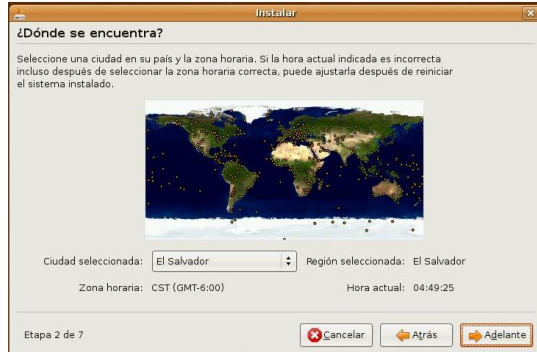 Instalar
¿Dónde se encuentra?
Seleccione una ciudad en su país y la zona horaria. Si la hora actual indicada es incorrecta
incluso después de seleccionar la zona horaria correcta, puede ajustarla después de reiniciar
el sistema instalado.
Ciudad seleccionada: El Salvador Región seleccionada: El Salvador
Zona horaria: CST (GMT-6:00) Hora actual: 04:49:25
Etapa 2 de 7 Cancelar Atrás Adelante